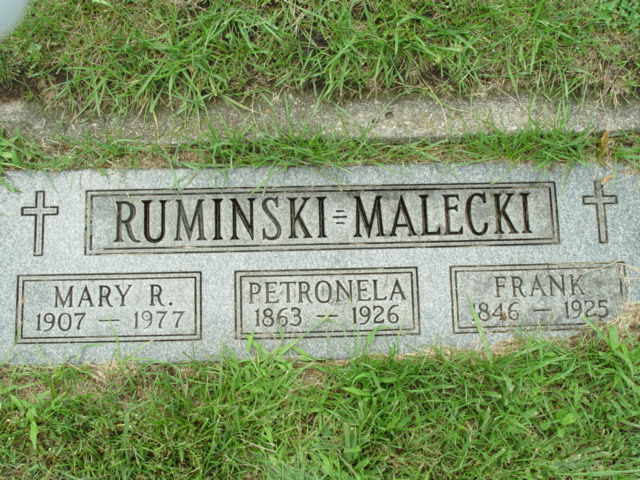 RUMINSKI = MALECKI
MARY R.
1907 — 1977
PETRONELA
1863 — 1926
FRANK
1846 — 1925